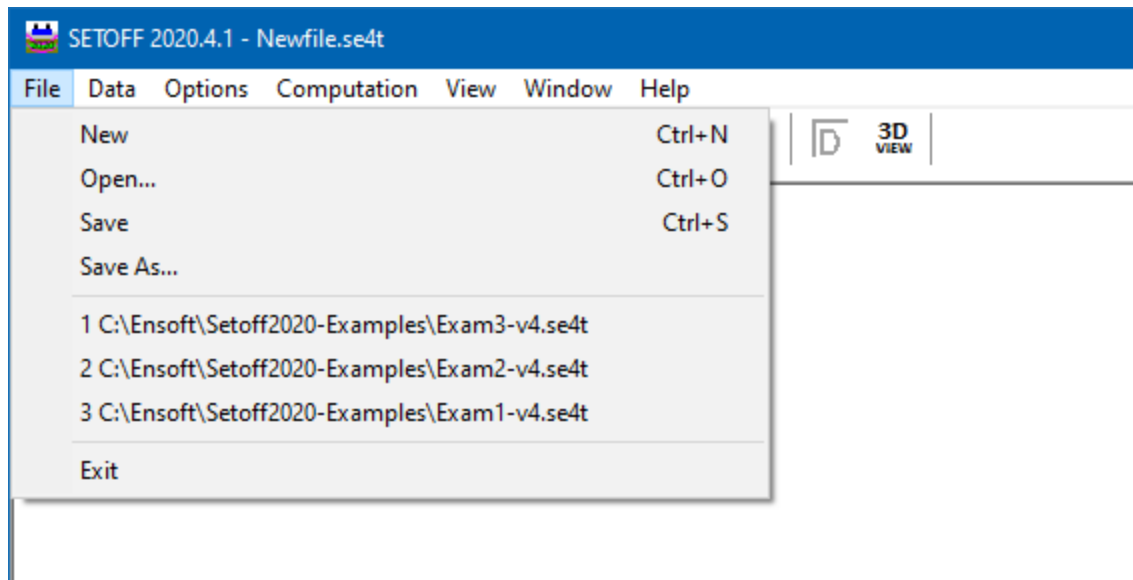 SETOFF 2020.4.1 - Newfile.se4t
File Data Options Computation View Window Help
3D
VIEW
New Ctrl+N
Open... Ctrl+O
Save Ctrl+S
Save As...
1 C:\Ensoft\Setoff2020-Examples\Exam3-v4.se4t
2 C:\Ensoft\Setoff2020-Examples\Exam2-v4.se4t
3 C:\Ensoft\Setoff2020-Examples\Exam1-v4.se4t
Exit